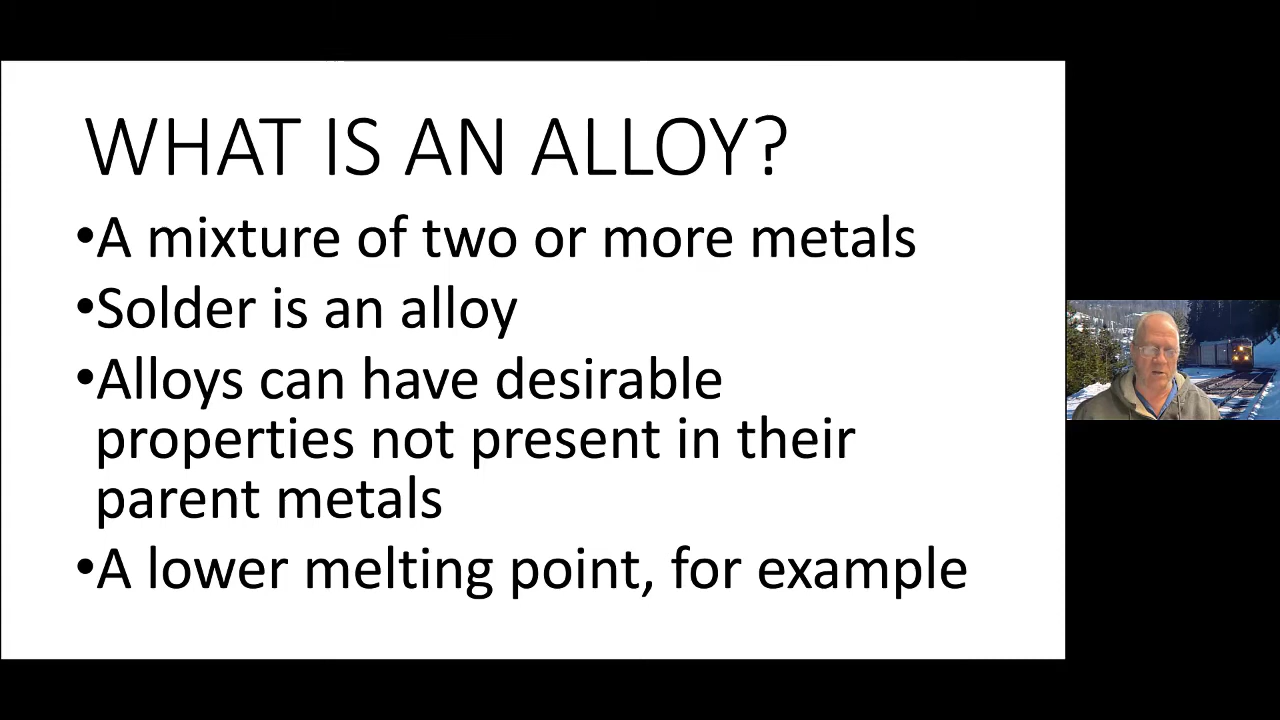 WHAT IS AN ALLOY?
•A mixture of two or more metals
•Solder is an alloy
•Alloys can have desirable
properties not present in their
parent metals
•A lower melting point, for example